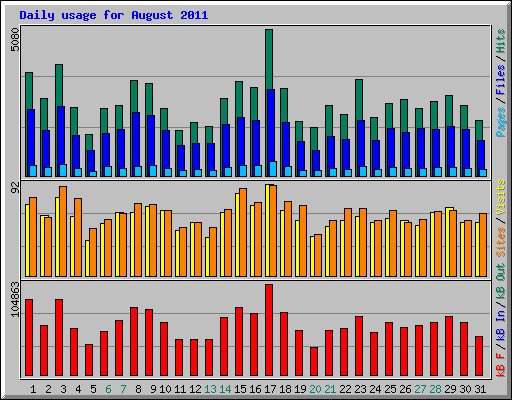 Daily usage for August 2011
5080
Pages / Files / Hits
92
Sites / Visits
104863
kB F / kB In / kB Out
1 2 3 4 5 6 7 8 9 10 11 12 13 14 15 16 17 18 19 20 21 22 23 24 25 26 27 28 29 30 31